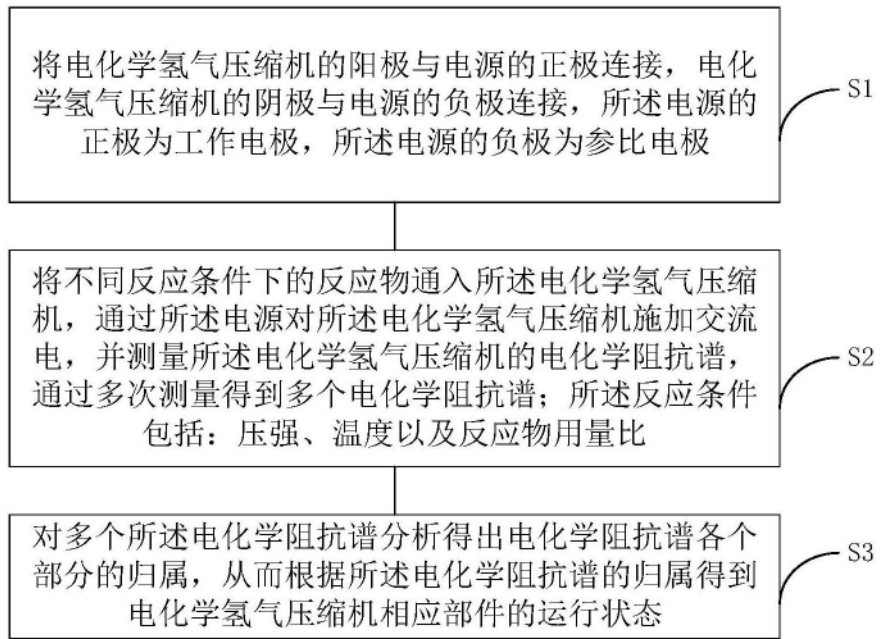 将电化学氢气压缩机的阳极与电源的正极连接，电化
学氢气压缩机的阴极与电源的负极连接，所述电源的
正极为工作电极，所述电源的负极为参比电极
S1
将不同反应条件下的反应物通入所述电化学氢气压缩
机，通过所述电源对所述电化学氢气压缩机施加交流
电，并测量所述电化学氢气压缩机的电化学阻抗谱，
通过多次测量得到多个电化学阻抗谱；所述反应条件
包括：压强、温度以及反应物用量比
S2
对多个所述电化学阻抗谱分析得出电化学阻抗谱各个
部分的归属，从而根据所述电化学阻抗谱的归属得到
电化学氢气压缩机相应部件的运行状态
S3